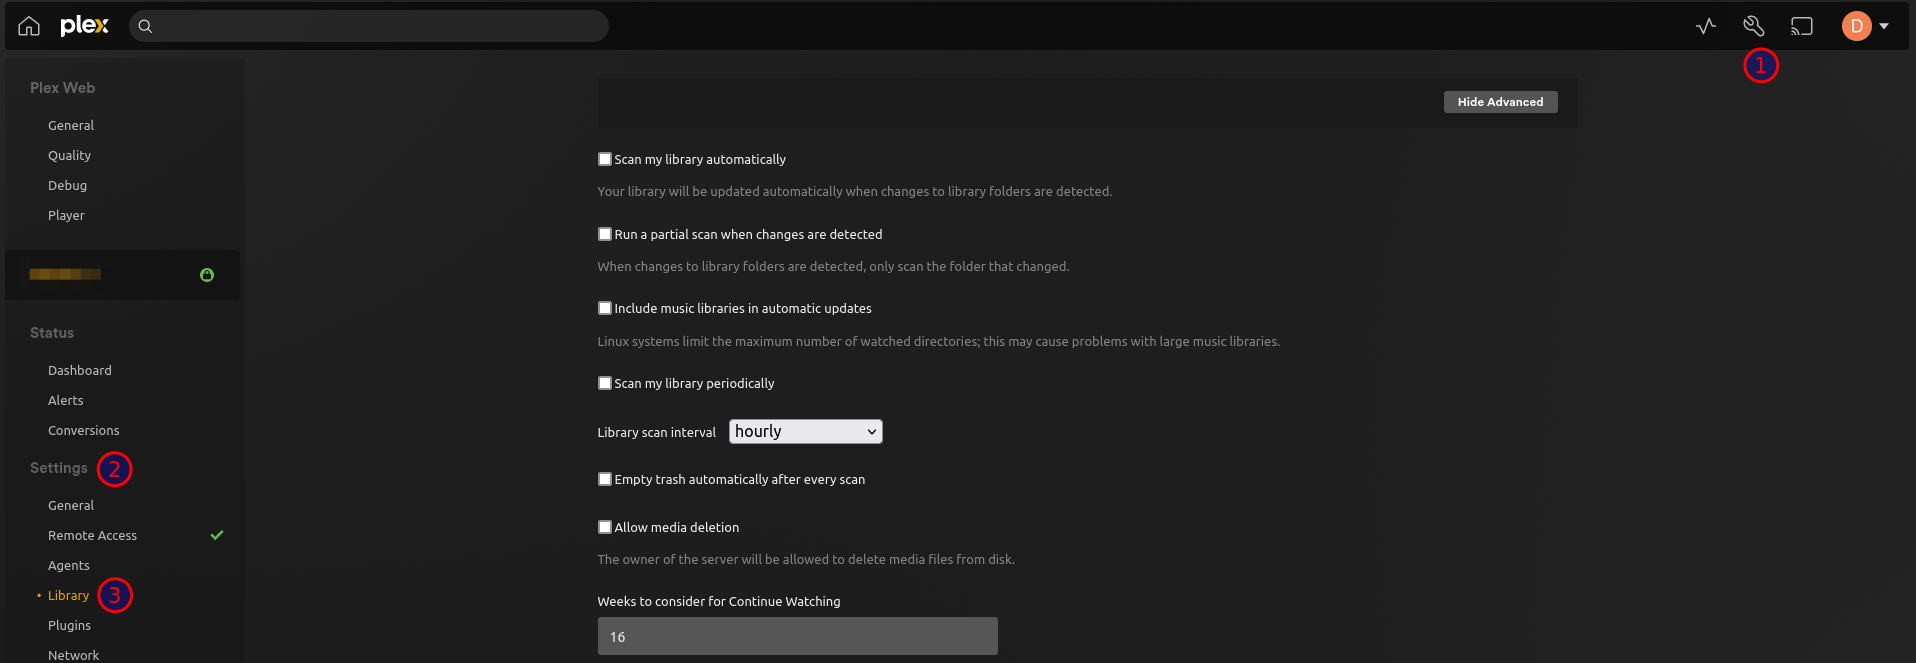 plex
D
1
Plex Web
General
Quality
Debug
Player
Status
Dashboard
Alerts
Conversions
Settings 2
General
Remote Access
Agents
• Library 3
Plugins
Network
Hide Advanced
Scan my library automatically
Your library will be updated automatically when changes to library folders are detected.
Run a partial scan when changes are detected
When changes to library folders are detected, only scan the folder that changed.
Include music libraries in automatic updates
Linux systems limit the maximum number of watched directories; this may cause problems with large music libraries.
Scan my library periodically
Library scan interval hourly
Empty trash automatically after every scan
Allow media deletion
The owner of the server will be allowed to delete media files from disk.
Weeks to consider for Continue Watching
16